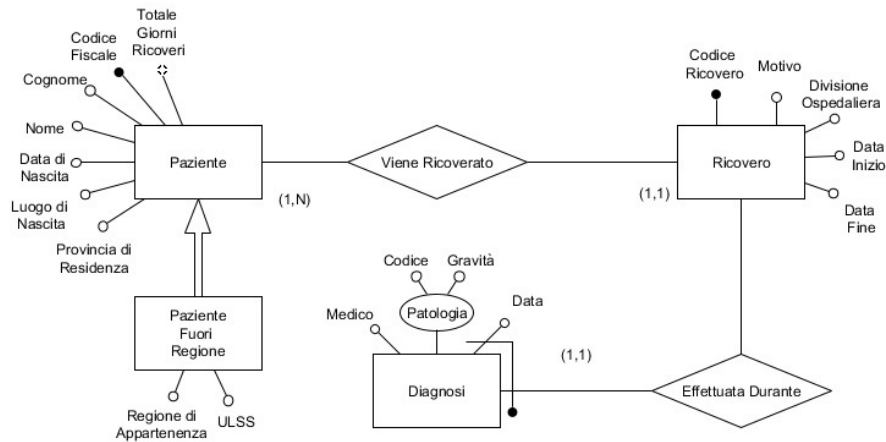 Totale
Giorni
Ricoveri
Codice
Fiscale
Cognome
Nome
Data di
Nascita
Luogo di
Nascita
Provincia di
Residenza
Paziente
(1,N)
Viene Ricoverato
(1,1)
Codice
Ricovero
Motivo
Divisione
Ospedaliera
Data
Inizio
Data
Fine
Ricovero
Paziente
Fuori
Regione
Regione di
Appartenenza
ULSS
Codice
Gravità
Patologia
Medico
Data
Diagnosi
(1,1)
Effettuata Durante